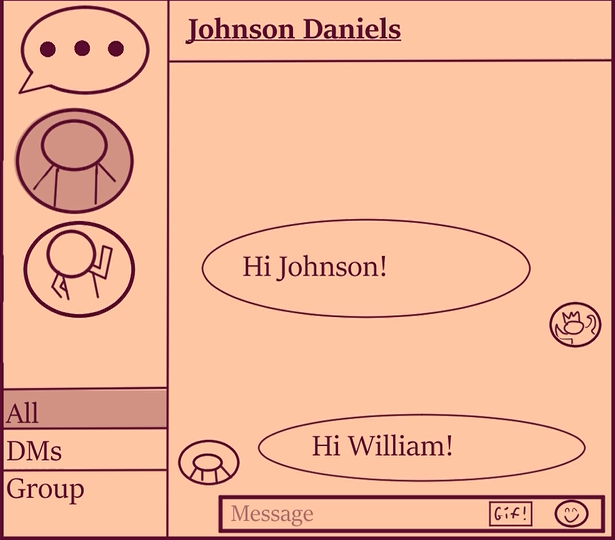 Johnson Daniels
Hi Johnson!
Hi William!
All
DMs
Group
Message
Gif!